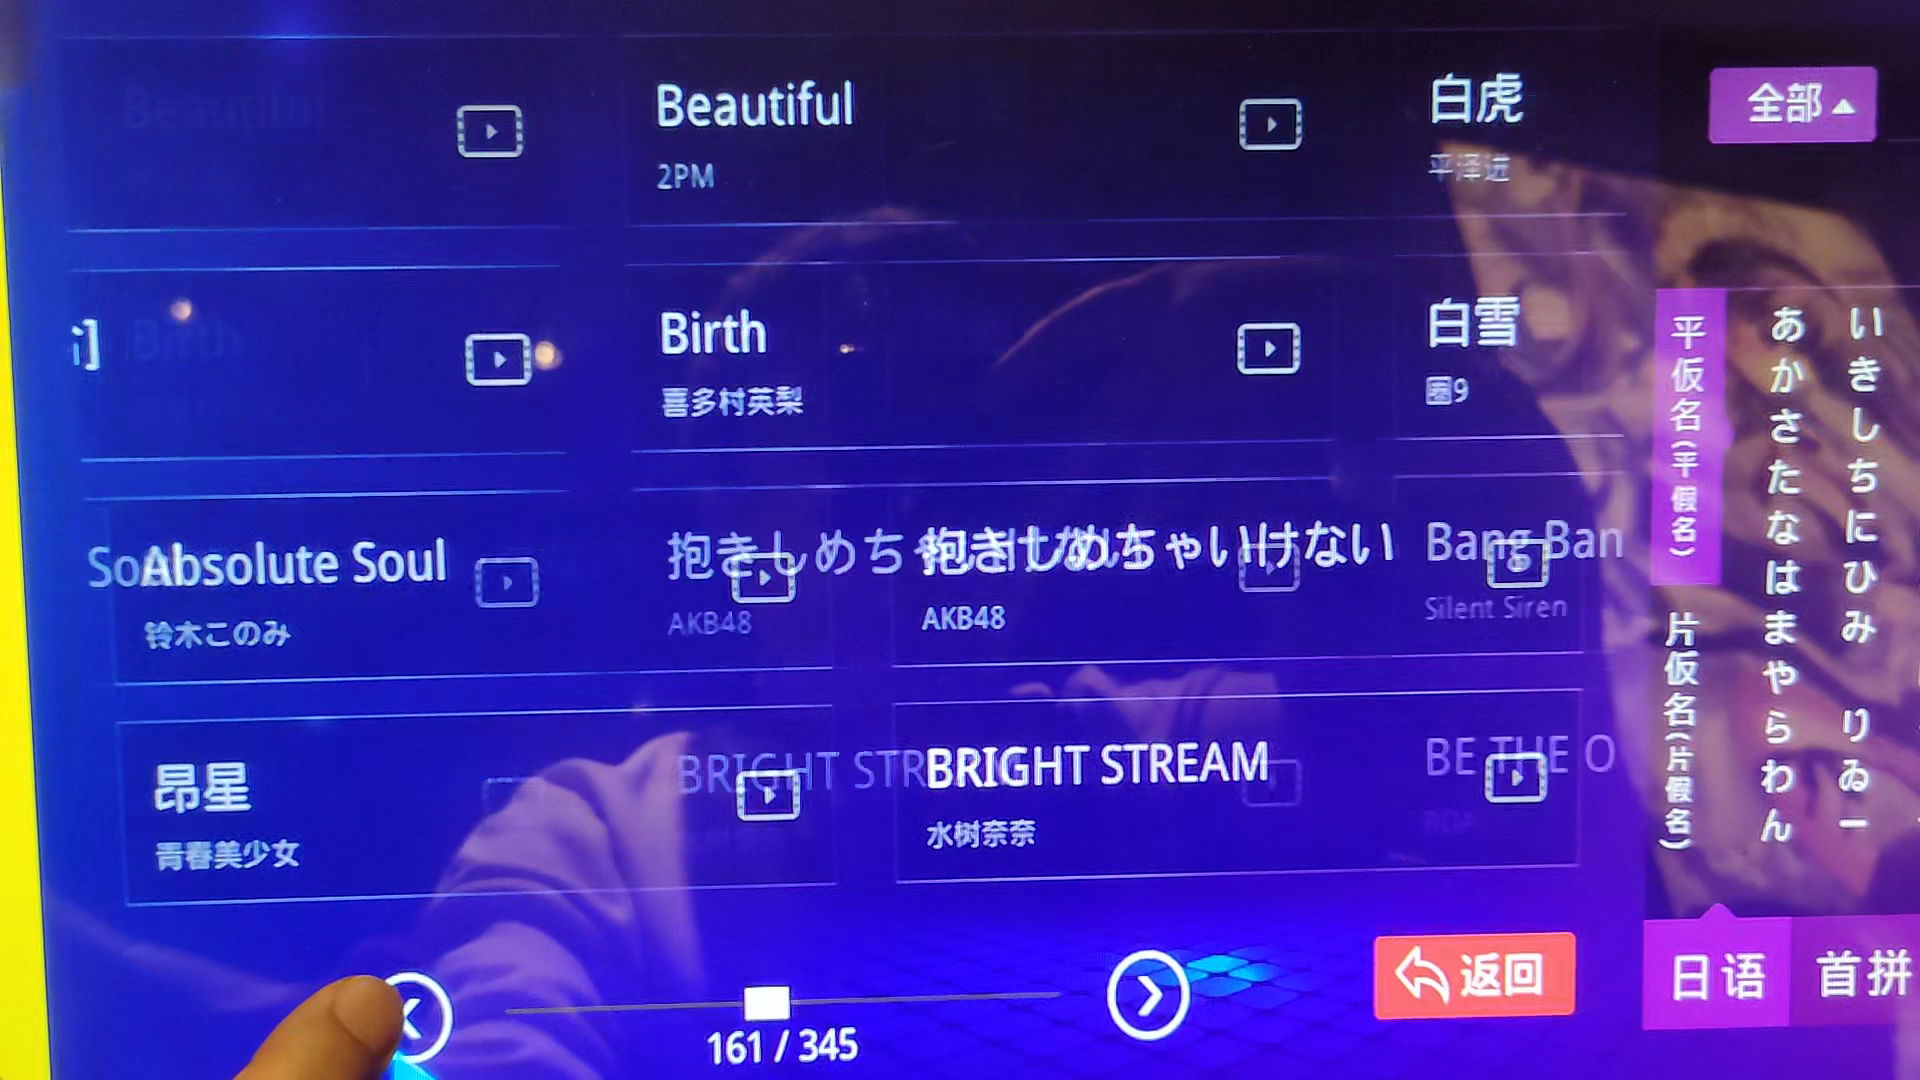 Beautiful
Beautiful
2PM
白虎
平泽进
全部
Birth
Birth
喜多村英梨
白雪
圏9
Absolute Soul
铃木このみ
抱きしめち
AKB48
抱きしめちゃいけない
AKB48
Bang Ban
Silent Siren
昂星
青春美少女
BRIGHT STR
BRIGHT STREAM
水树奈奈
BE THE O
161 / 345
返回
平仮名(平假名)
片仮名(片假名)
あかさたなはまやらわん
いきしちにひみ りゐー
日语
首拼